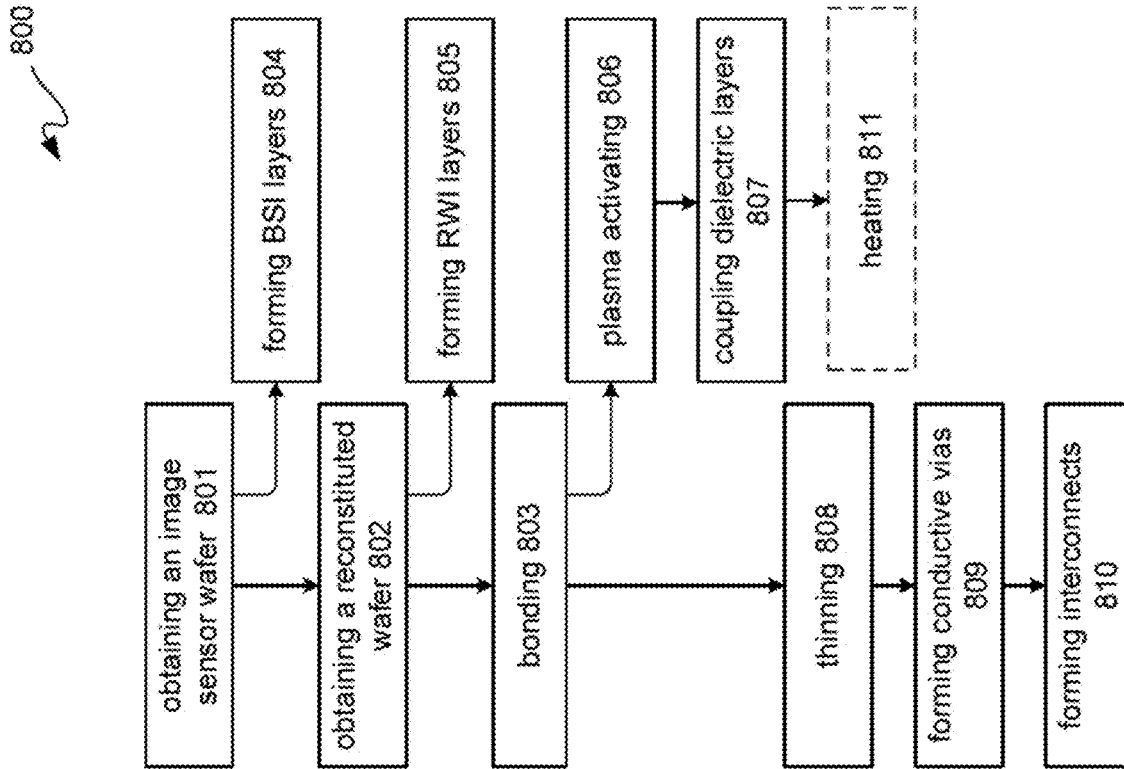 800
obtaining an image
sensor wafer 801
forming BSI layers 804
obtaining a reconstituted
wafer 802
forming RWI layers 805
bonding 803
plasma activating 806
coupling dielectric layers
807
heating 811
thinning 808
forming conductive vias
809
forming interconnects
810